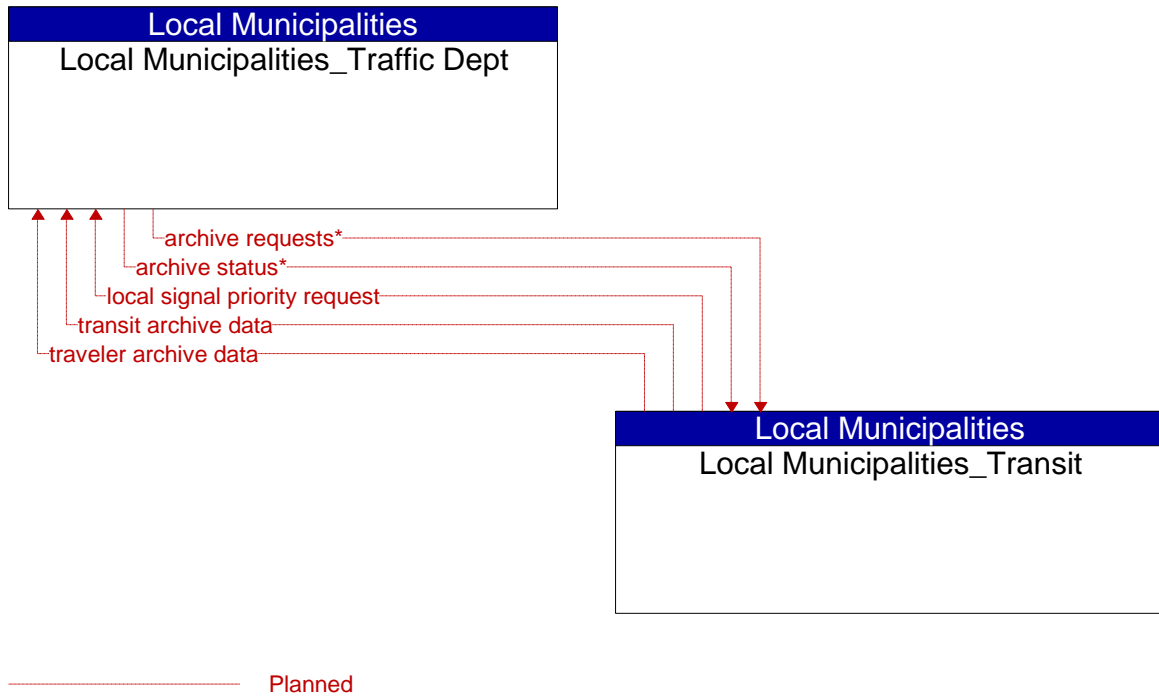 Local Municipalities
Local Municipalities_Traffic Dept
archive requests*
archive status*
local signal priority request
transit archive data
traveler archive data
Local Municipalities
Local Municipalities_Transit
Planned